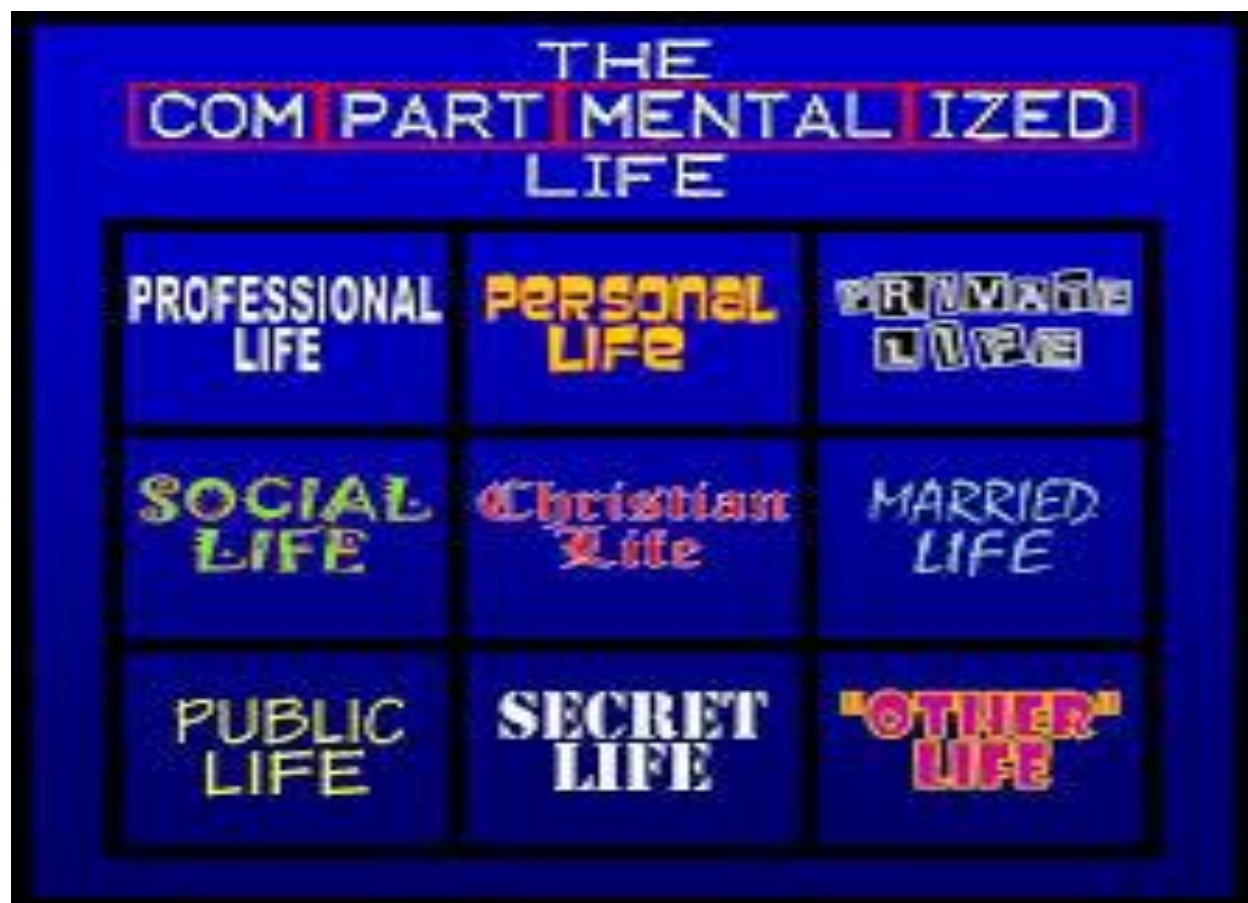 THE
COM PART MENTAL IZED
LIFE
PROFESSIONAL
LIFE
PERSONAL
LIFE
PRIVATE
LIFE
SOCIAL
LIFE
Christian
Life
MARRIED
LIFE
PUBLIC
LIFE
SECRET
LIFE
"OTHER"
LIFE